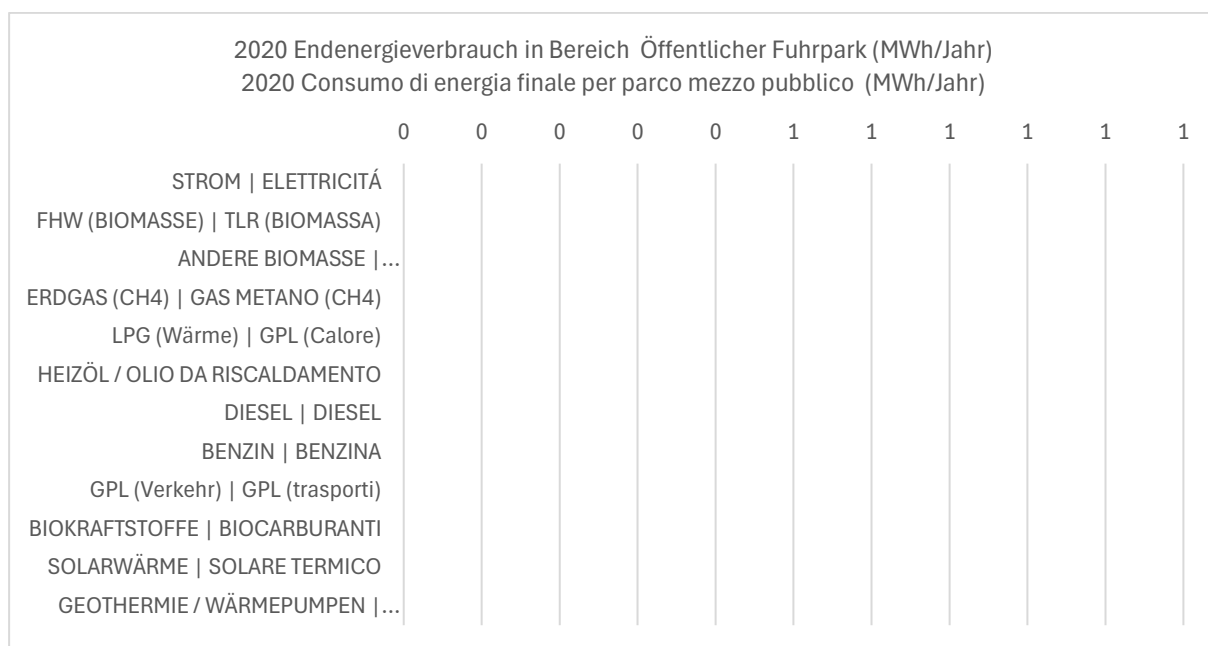 2020 Endenergieverbrauch in Bereich Öffentlicher Fuhrpark (MWh/Jahr)
2020 Consumo di energia finale per parco mezzo pubblico (MWh/Jahr)
0 0 0 0 0 1 1 1 1 1 1
STROM | ELETTRICITÁ
FHW (BIOMASSE) | TLR (BIOMASSA)
ANDERE BIOMASSE |...
ERDGAS (CH4) | GAS METANO (CH4)
LPG (Wärme) | GPL (Calore)
HEIZÖL / OLIO DA RISCALDAMENTO
DIESEL | DIESEL
BENZIN | BENZINA
GPL (Verkehr) | GPL (trasporti)
BIOKRAFTSTOFFE | BIOCARBURANTI
SOLARWÄRME | SOLARE TERMICO
GEOTHERMIE / WÄRMEPUMPEN |...